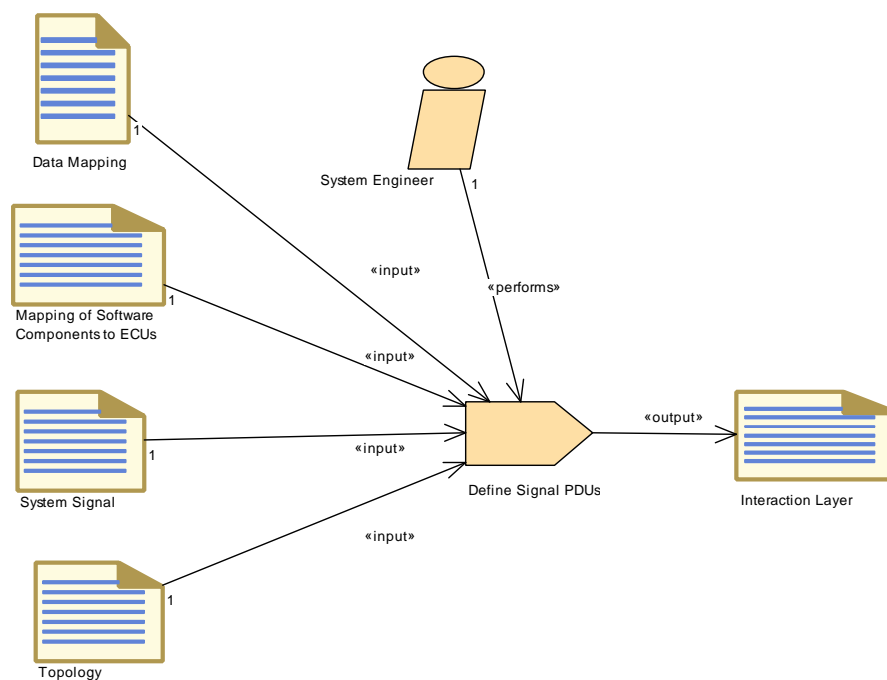 1
Data Mapping
System Engineer
1
«input»
«performs»
1
Mapping of Software
Components to ECUs
«input»
«output»
1
System Signal
«input»
Define Signal PDUs
Interaction Layer
«input»
1
Topology